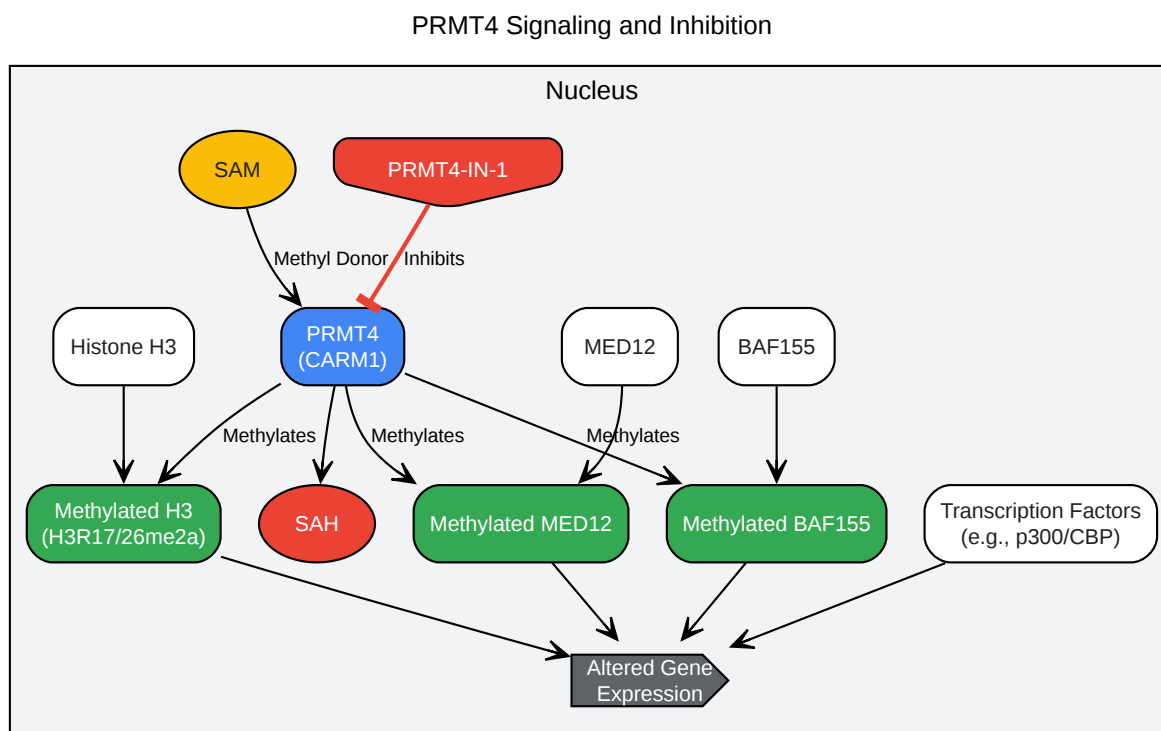 PRMT4 Signaling and Inhibition
Nucleus
SAM
PRMT4-IN-1
Methyl Donor
Inhibits
Histone H3
PRMT4
(CARM1)
MED12
BAF155
Methylates
Methylates
Methylates
Methylated H3
(H3R17/26me2a)
SAH
Methylated MED12
Methylated BAF155
Transcription Factors
(e.g., p300/CBP)
Altered Gene
Expression